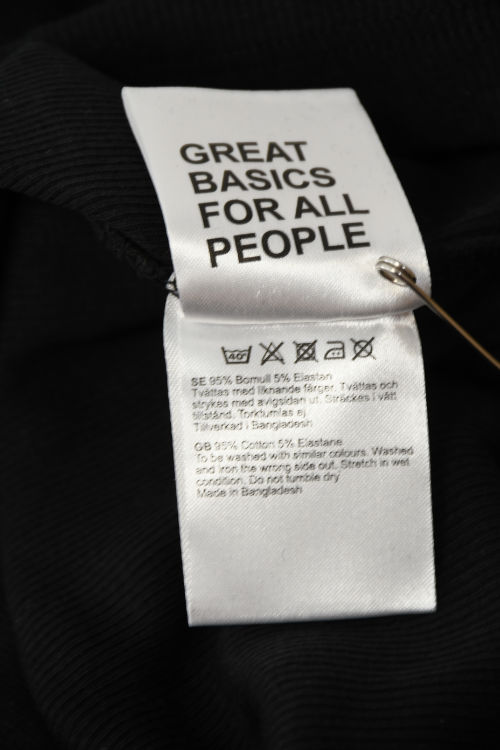 GREAT
BASICS
FOR ALL
PEOPLE
40°
SE 95% Bomull 5% Elastan
Tvättas med liknande färger. Tvättas och
strykes med avigsidan ut. Sträckes i vått
tillstånd. Torktumlas ej
Tillverkad i Bangladesh
GB 95% Cotton 5% Elastane
To be washed with similar colours. Washed
and iron the wrong side out. Stretch in wet
condition. Do not tumble dry
Made in Bangladesh